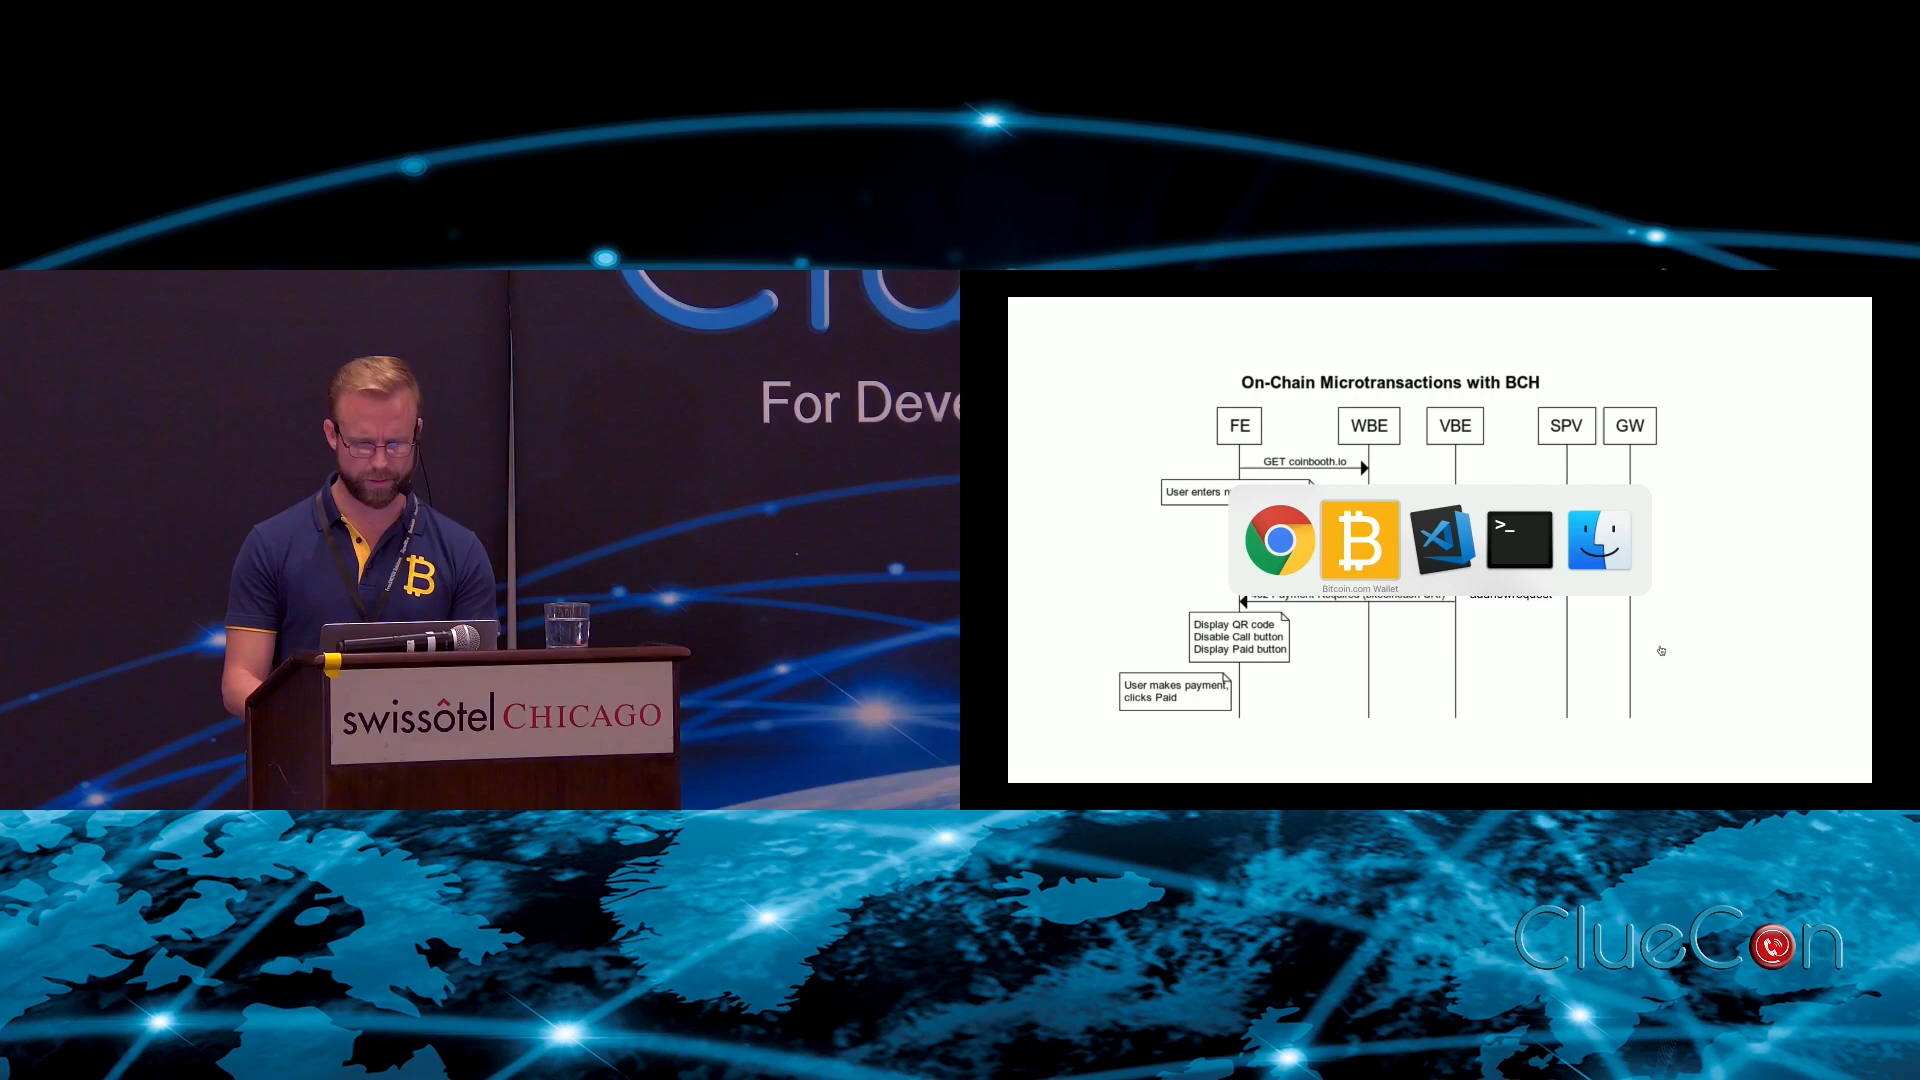 For Deve
swissôtel CHICAGO
On-Chain Microtransactions with BCH
FE WBE VBE SPV GW
GET coinbooth.io
User enters
>_
Bitcoin.com Wallet
Display QR code
Disable Call button
Display Paid button
User makes payment,
clicks Paid
ClueCon